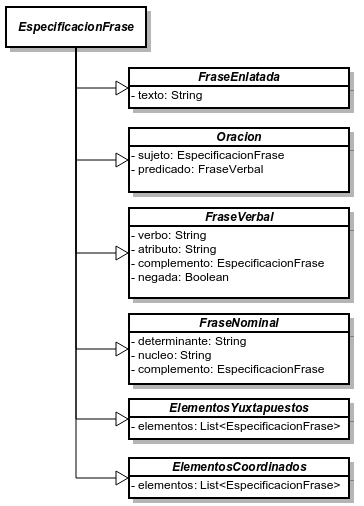 EspecificacionFrase
FraseEnlatada
- texto: String
Oracion
- sujeto: EspecificacionFrase
- predicado: FraseVerbal
FraseVerbal
- verbo: String
- atributo: String
- complemento: EspecificacionFrase
- negada: Boolean
FraseNominal
- determinante: String
- nucleo: String
- complemento: EspecificacionFrase
ElementosYuxtapuestos
- elementos: List<EspecificacionFrase>
ElementosCoordinados
- elementos: List<EspecificacionFrase>